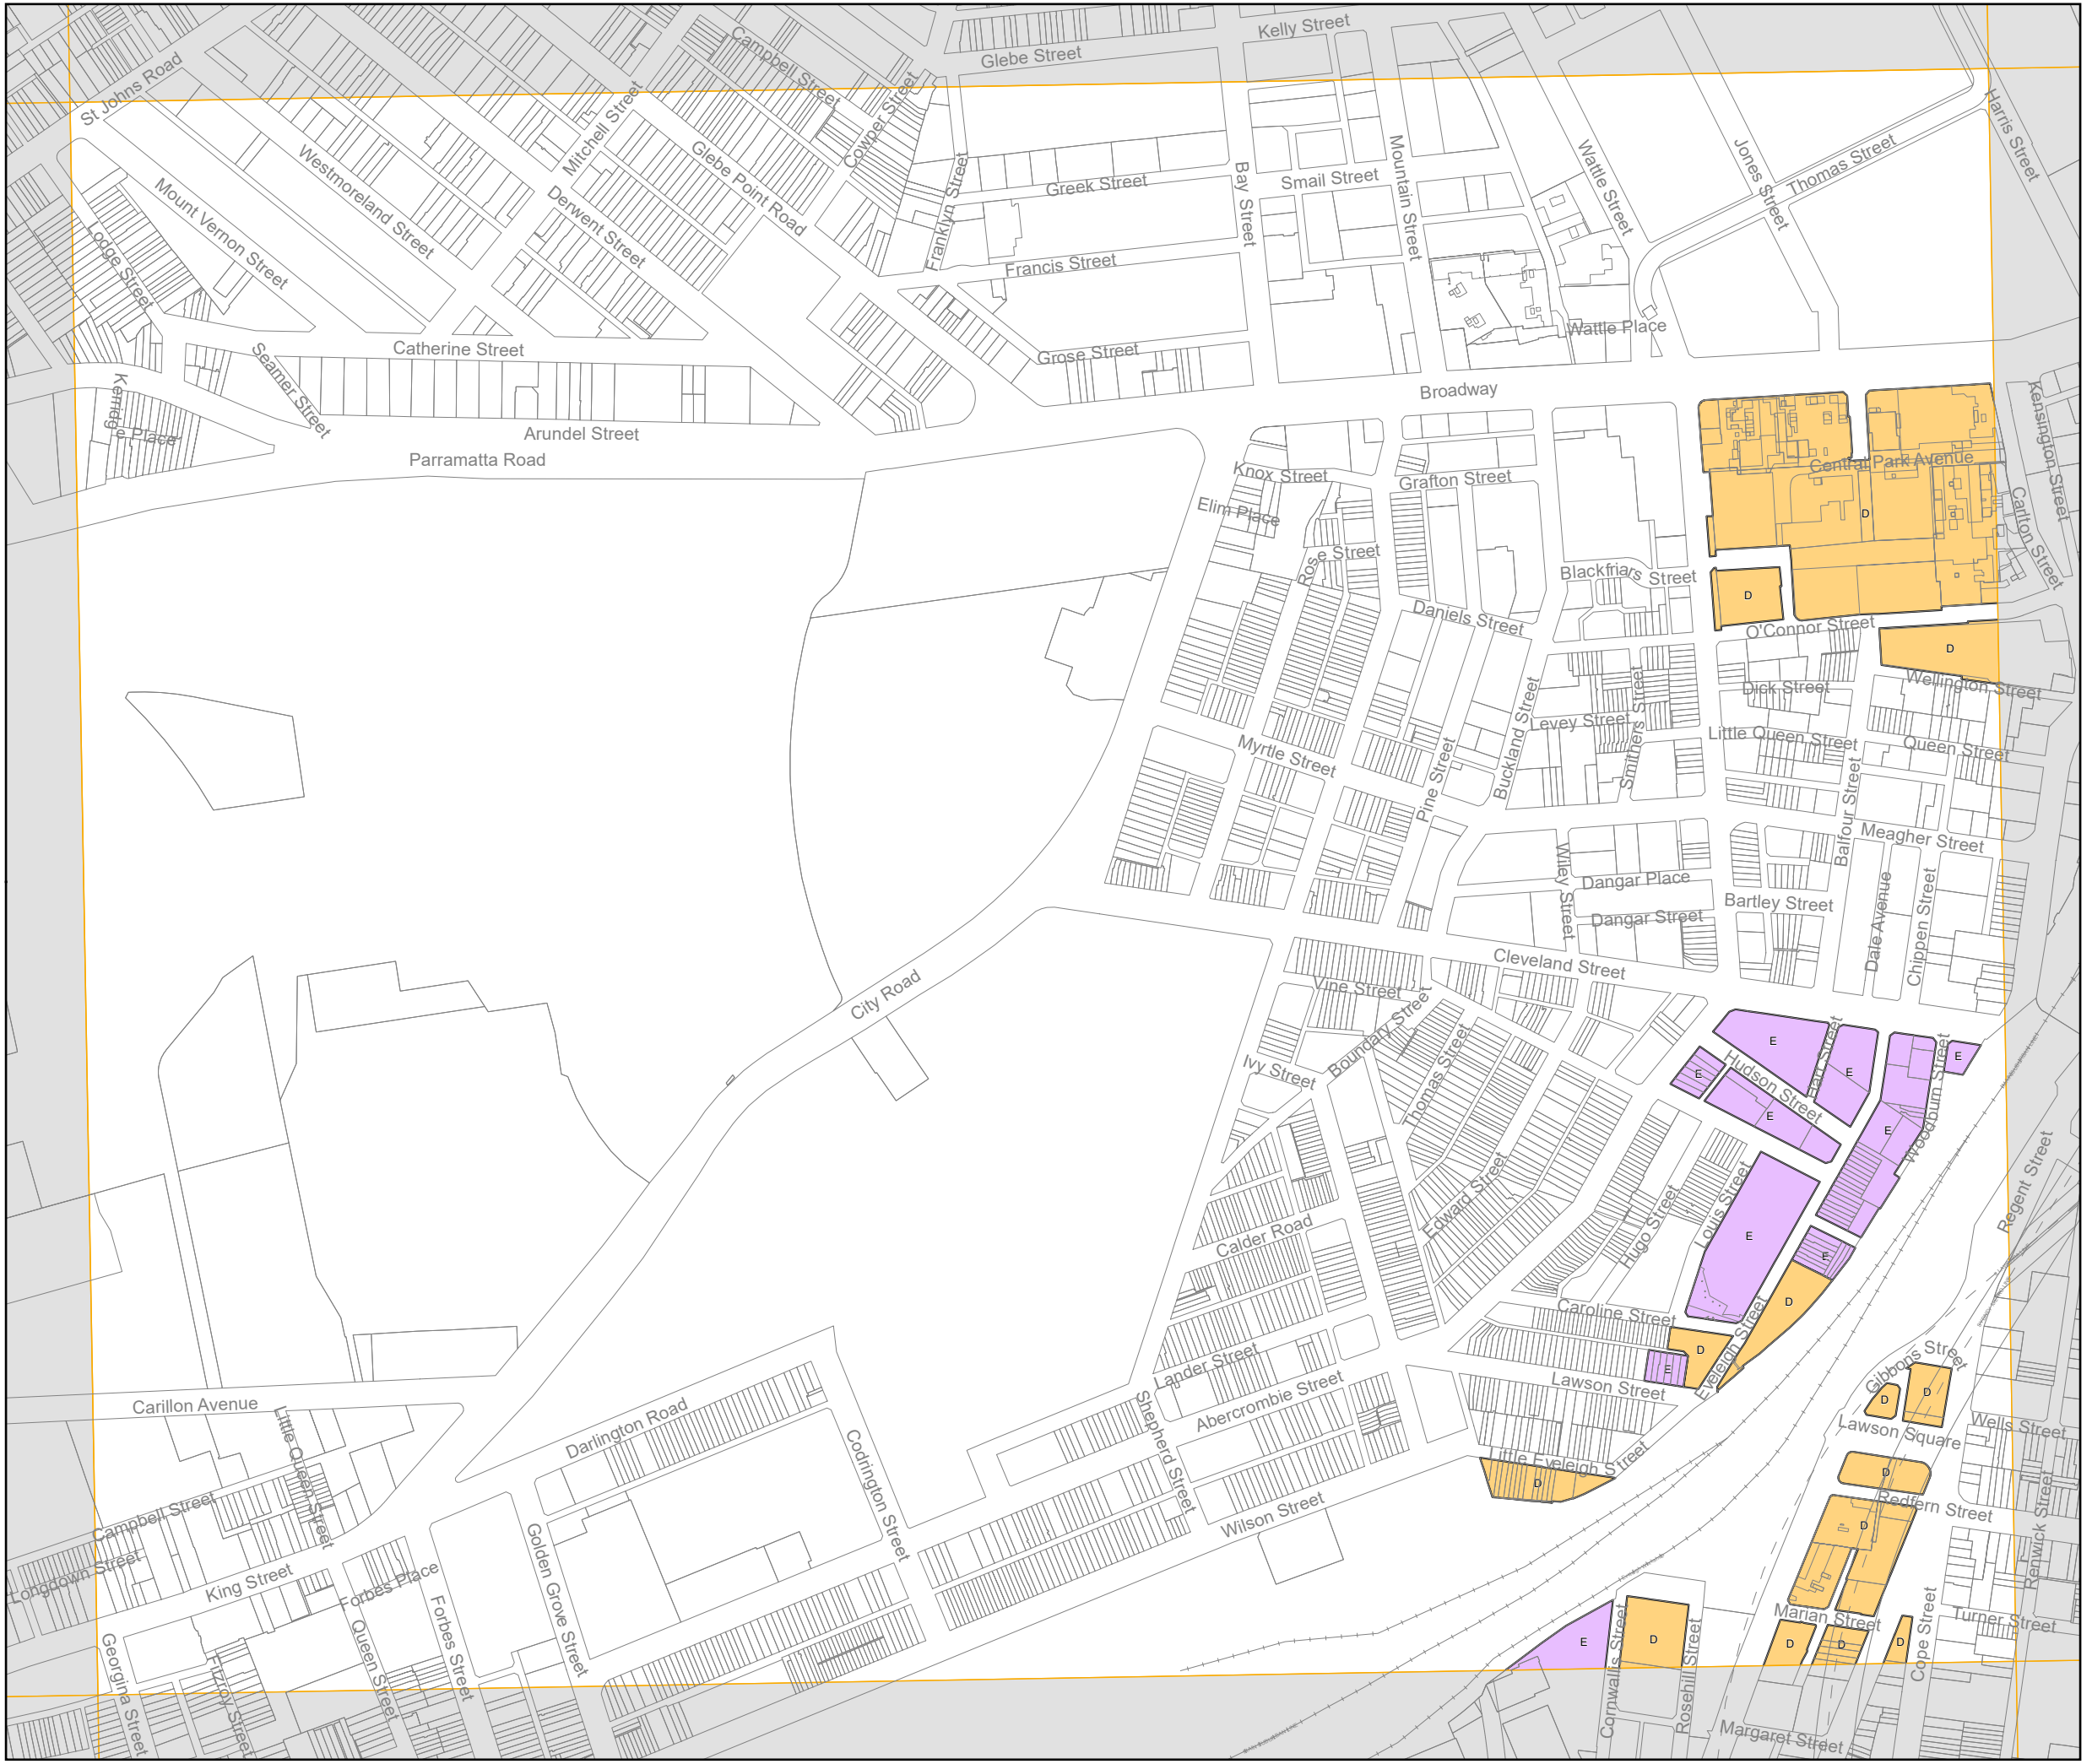 Kelly Street
Glebe Street
Campbell Street
St Johns Road
Mitchell Street
Cowper Street
Harris Street
Westmoreland Street
Glebe Point Road
Mountain Street
Wattle Street
Jones Street
Thomas Street
Mount Vernon Street
Derwent Street
Franklyn Street
Greek Street
Bay Street
Small Street
Lodge Street
Francis Street
Wattle Place
Catherine Street
Seamer Street
Grose Street
Broadway
Kerridge Place
Arundel Street
Parramatta Road
Kensington Street
Central Park Avenue
Knox Street
Grafton Street
Elim Place
D
Carlton Street
Rose Street
Blackfriars Street
D
Daniels Street
O'Connor Street
D
Wellington Street
Dick Street
Levey Street
Smithers Street
Buckland Street
Little Queen Street
Queen Street
Myrtle Street
Pine Street
Balfour Street
Meagher Street
Wiley Street
Dangar Place
Bartley Street
Dangar Street
Dale Avenue
Chippen Street
Cleveland Street
City Road
Vine Street
Boundary Street
Thomas Street
Ivy Street
E
Hart Street
E
E
E
Hudson Street
E
E
Woodburn Street
Regent Street
Edward Street
Calder Road
Hugo Street
Louis Street
E
E
D
Caroline Street
D
E
Eveleigh Street
Lander Street
Lawson Street
Abercrombie Street
Shepherd Street
Gibbons Street
D
D
Lawson Square
Wells Street
Carillon Avenue
Little Queen Street
Darlington Road
Codrington Street
Little Eveleigh Street
D
D
Redfern Street
D
Renwick Street
Wilson Street
Campbell Street
Longdown Street
King Street
Forbes Place
Golden Grove Street
Forbes Street
Queen Street
Georgina Street
Fitzroy Street
Marian Street
Cope Street
Turner Street
E
Cornwallis Street
D
Rosehill Street
D
D
D
Margaret Street